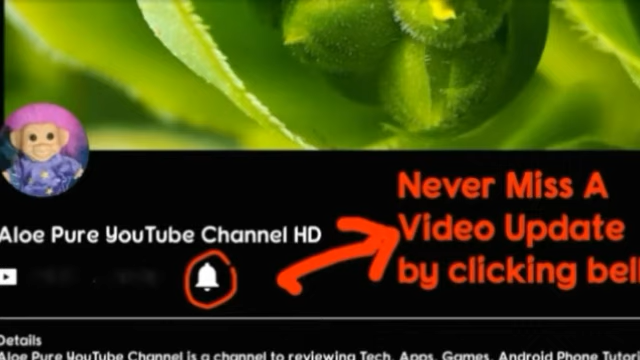 Never Miss A
Video Update
by clicking bell
Aloe Pure YouTube Channel HD
Details
Aloe Pure YouTube Channel is a channel to reviewing Tech, Apps, Games, Android Phone